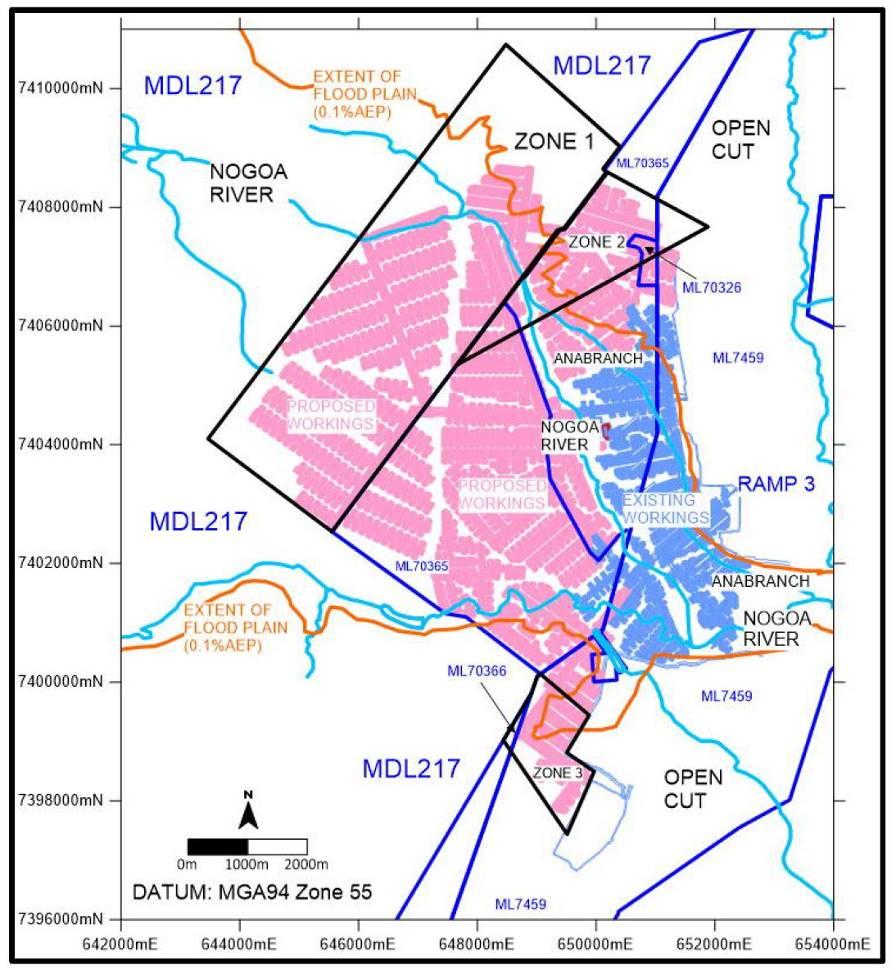 7410000mN
7408000mN
7406000mN
7404000mN
7402000mN
7400000mN
7398000mN
7396000mN
MDL217
EXTENT OF
FLOOD PLAIN
(0.1%AEP)
MDL217
ZONE 1
OPEN
CUT
ML70365
NOGOA
RIVER
ZONE 2
ML70326
ANABRANCH
ML7459
PROPOSED
WORKINGS
NOGOA
RIVER
PROPOSED
WORKINGS
EXISTING
WORKINGS
RAMP 3
MDL217
ML70365
ANABRANCH
EXTENT OF
FLOOD PLAIN
(0.1%AEP)
NOGOA
RIVER
ML70366
ML7459
MDL217
ZONE 3
OPEN
CUT
N
0m 1000m 2000m
DATUM: MGA94 Zone 55
ML7459
642000mE 644000mE 646000mE 648000mE 650000mE 652000mE 654000mE